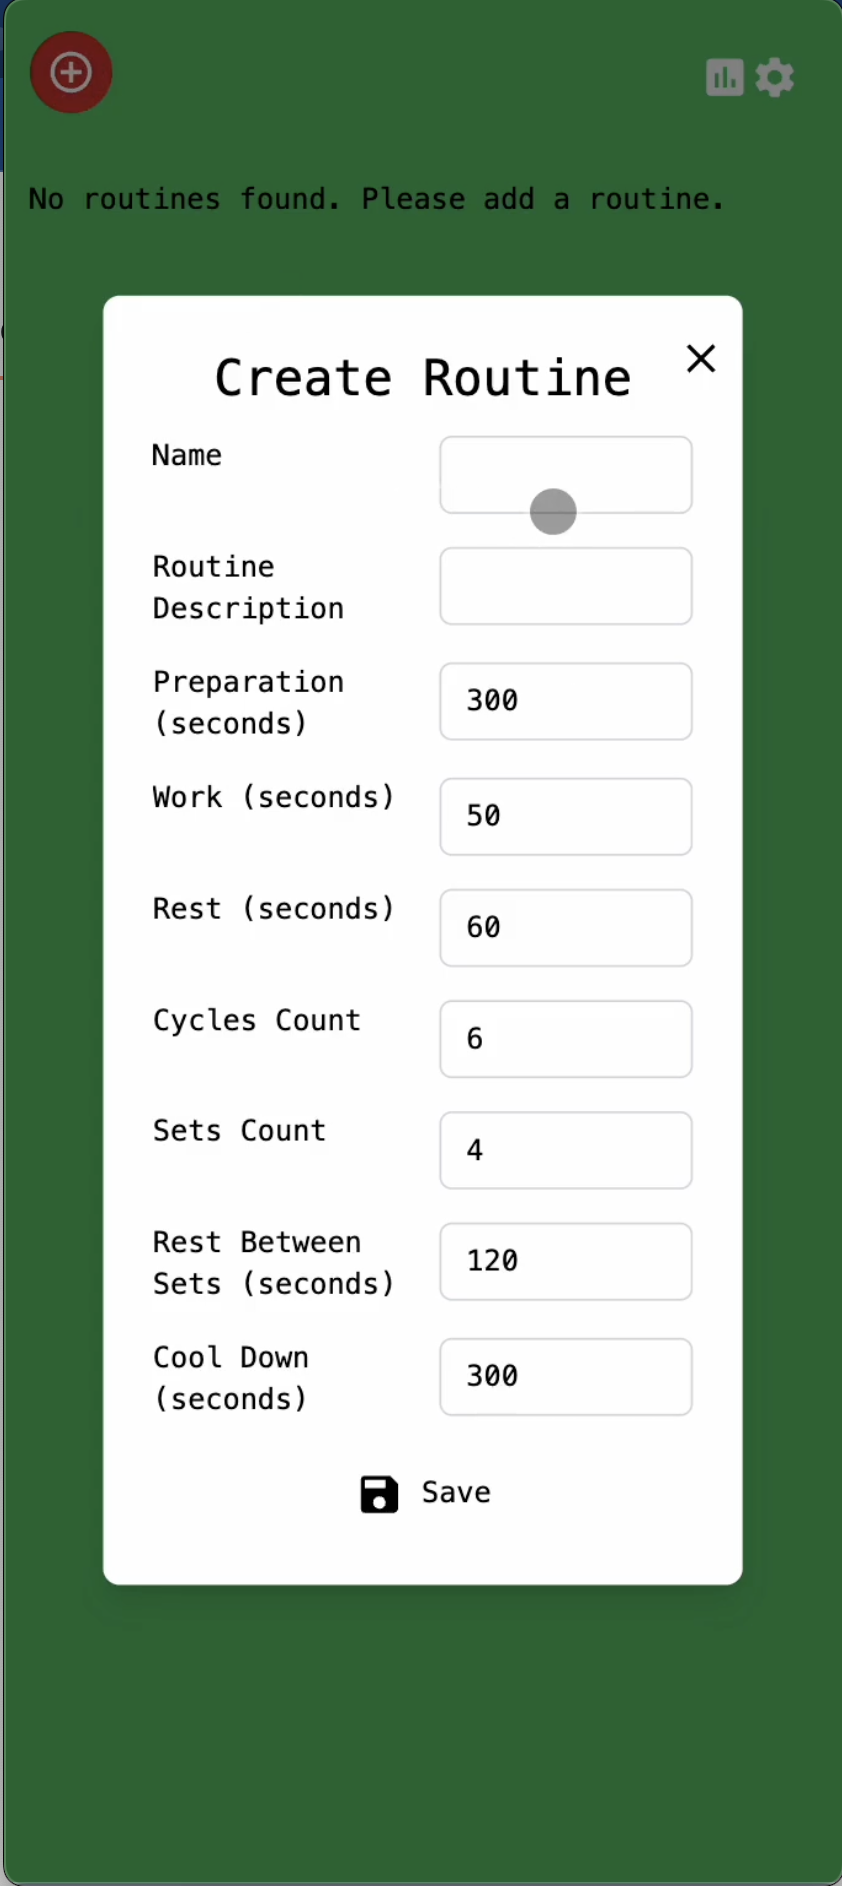 No routines found. Please add a routine.
Create Routine
Name
Routine
Description
Preparation
(seconds)
300
Work (seconds)
50
Rest (seconds)
60
Cycles Count
6
Sets Count
4
Rest Between
Sets (seconds)
120
Cool Down
(seconds)
300
Save